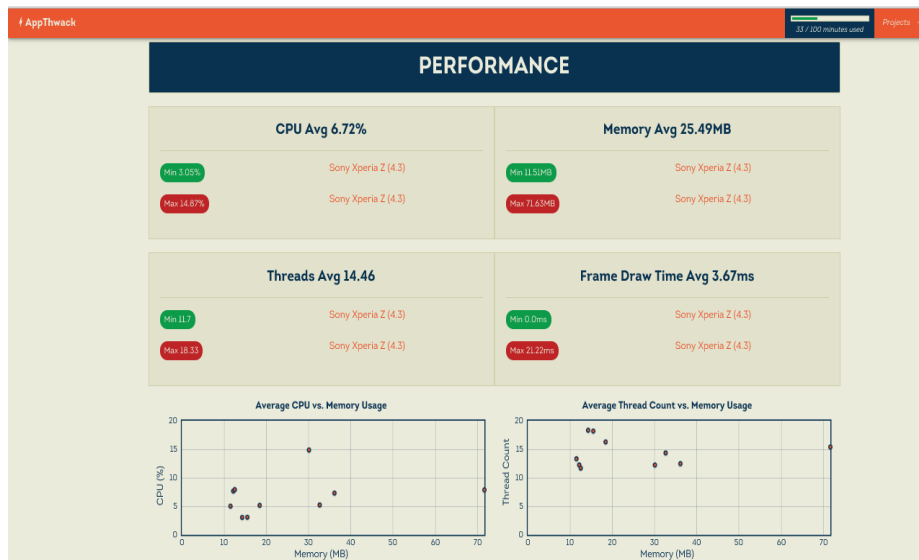 AppThwack
33 / 100 minutes used
Projects
PERFORMANCE
CPU Avg 6.72%
Memory Avg 25.49MB
Min 3.05%
Sony Xperia Z (4.3)
Min 11.51MB
Sony Xperia Z (4.3)
Max 14.87%
Sony Xperia Z (4.3)
Max 71.63MB
Sony Xperia Z (4.3)
Threads Avg 14.46
Frame Draw Time Avg 3.67ms
Min 11.7
Sony Xperia Z (4.3)
Min 0.0ms
Sony Xperia Z (4.3)
Max 18.33
Sony Xperia Z (4.3)
Max 21.22ms
Sony Xperia Z (4.3)
Average CPU vs. Memory Usage
20
15
10
5
0
CPU (%)
0 10 20 30 40 50 60 70
Memory (MB)
Average Thread Count vs. Memory Usage
20
15
10
5
0
Thread Count
0 10 20 30 40 50 60 70
Memory (MB)